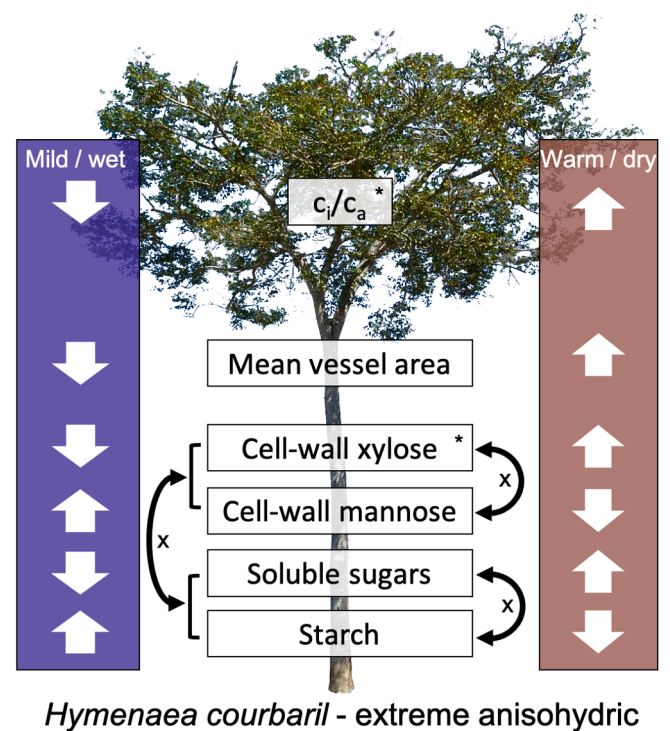 Mild / wet
Warm / dry
ci/ca *
Mean vessel area
Cell-wall xylose *
Cell-wall mannose
x
x
Soluble sugars
x
Starch
Hymenaea courbaril - extreme anisohydric